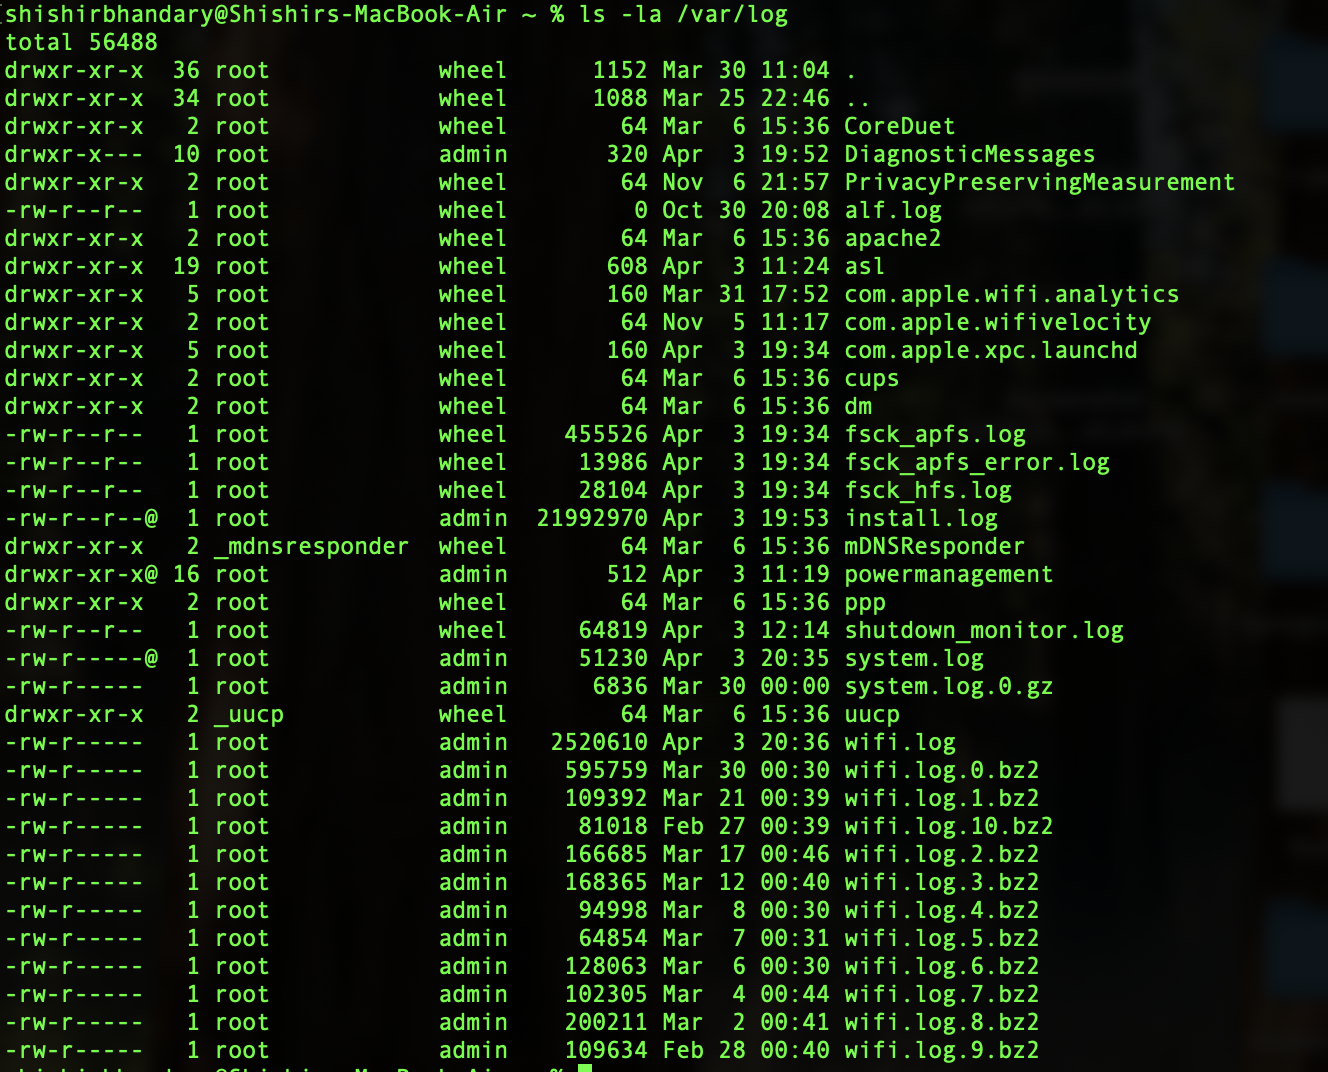 shishirbhandary@Shishirs-MacBook-Air ~ % ls -la /var/log
total 56488
drwxr-xr-x  36 root            wheel      1152 Mar 30 11:04 .
drwxr-xr-x  34 root            wheel      1088 Mar 25 22:46 ..
drwxr-xr-x   2 root            wheel        64 Mar  6 15:36 CoreDuet
drwxr-x---  10 root            admin       320 Apr  3 19:52 DiagnosticMessages
drwxr-xr-x   2 root            wheel        64 Nov  6 21:57 PrivacyPreservingMeasurement
-rw-r--r--   1 root            wheel         0 Oct 30 20:08 alf.log
drwxr-xr-x   2 root            wheel        64 Mar  6 15:36 apache2
drwxr-xr-x  19 root            wheel       608 Apr  3 11:24 asl
drwxr-xr-x   5 root            wheel       160 Mar 31 17:52 com.apple.wifi.analytics
drwxr-xr-x   2 root            wheel        64 Nov  5 11:17 com.apple.wifivelocity
drwxr-xr-x   5 root            wheel       160 Apr  3 19:34 com.apple.xpc.launchd
drwxr-xr-x   2 root            wheel        64 Mar  6 15:36 cups
drwxr-xr-x   2 root            wheel        64 Mar  6 15:36 dm
-rw-r--r--   1 root            wheel    455526 Apr  3 19:34 fsck_apfs.log
-rw-r--r--   1 root            wheel     13986 Apr  3 19:34 fsck_apfs_error.log
-rw-r--r--   1 root            wheel     28104 Apr  3 19:34 fsck_hfs.log
-rw-r--r--@  1 root            admin  21992970 Apr  3 19:53 install.log
drwxr-xr-x   2 _mdnsresponder  wheel        64 Mar  6 15:36 mDNSResponder
drwxr-xr-x@ 16 root            admin       512 Apr  3 11:19 powermanagement
drwxr-xr-x   2 root            wheel        64 Mar  6 15:36 ppp
-rw-r--r--   1 root            wheel     64819 Apr  3 12:14 shutdown_monitor.log
-rw-r-----@  1 root            admin     51230 Apr  3 20:35 system.log
-rw-r-----   1 root            admin      6836 Mar 30 00:00 system.log.0.gz
drwxr-xr-x   2 _uucp           wheel        64 Mar  6 15:36 uucp
-rw-r-----   1 root            admin   2520610 Apr  3 20:36 wifi.log
-rw-r-----   1 root            admin    595759 Mar 30 00:30 wifi.log.0.bz2
-rw-r-----   1 root            admin    109392 Mar 21 00:39 wifi.log.1.bz2
-rw-r-----   1 root            admin     81018 Feb 27 00:39 wifi.log.10.bz2
-rw-r-----   1 root            admin    166685 Mar 17 00:46 wifi.log.2.bz2
-rw-r-----   1 root            admin    168365 Mar 12 00:40 wifi.log.3.bz2
-rw-r-----   1 root            admin     94998 Mar  8 00:30 wifi.log.4.bz2
-rw-r-----   1 root            admin     64854 Mar  7 00:31 wifi.log.5.bz2
-rw-r-----   1 root            admin    128063 Mar  6 00:30 wifi.log.6.bz2
-rw-r-----   1 root            admin    102305 Mar  4 00:44 wifi.log.7.bz2
-rw-r-----   1 root            admin    200211 Mar  2 00:41 wifi.log.8.bz2
-rw-r-----   1 root            admin    109634 Feb 28 00:40 wifi.log.9.bz2